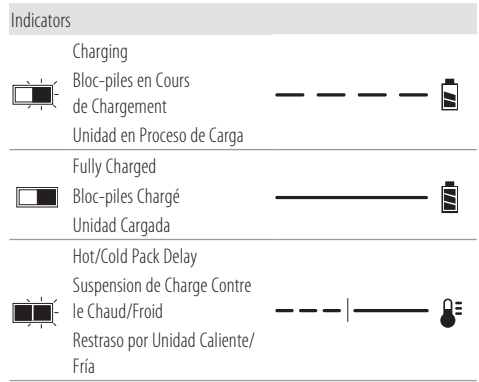 Indicators
Charging
Bloc-piles en Cours
de Chargement
Unidad en Proceso de Carga
Fully Charged
Bloc-piles Chargé
Unidad Cargada
Hot/Cold Pack Delay
Suspension de Charge Contre
le Chaud/Froid
Restraso por Unidad Caliente/
Fría